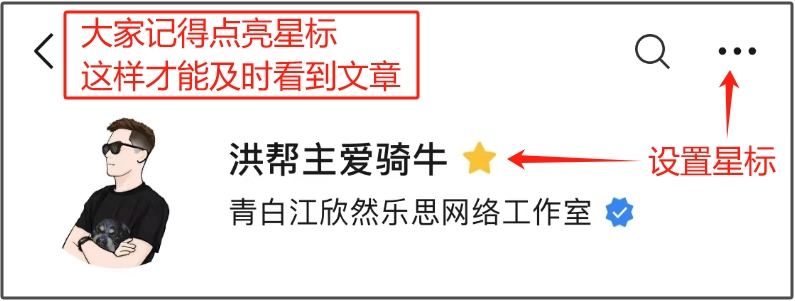 大家记得点亮星标
这样才能及时看到文章
洪帮主爱骑牛
设置星标
青白江欣然乐思网络工作室